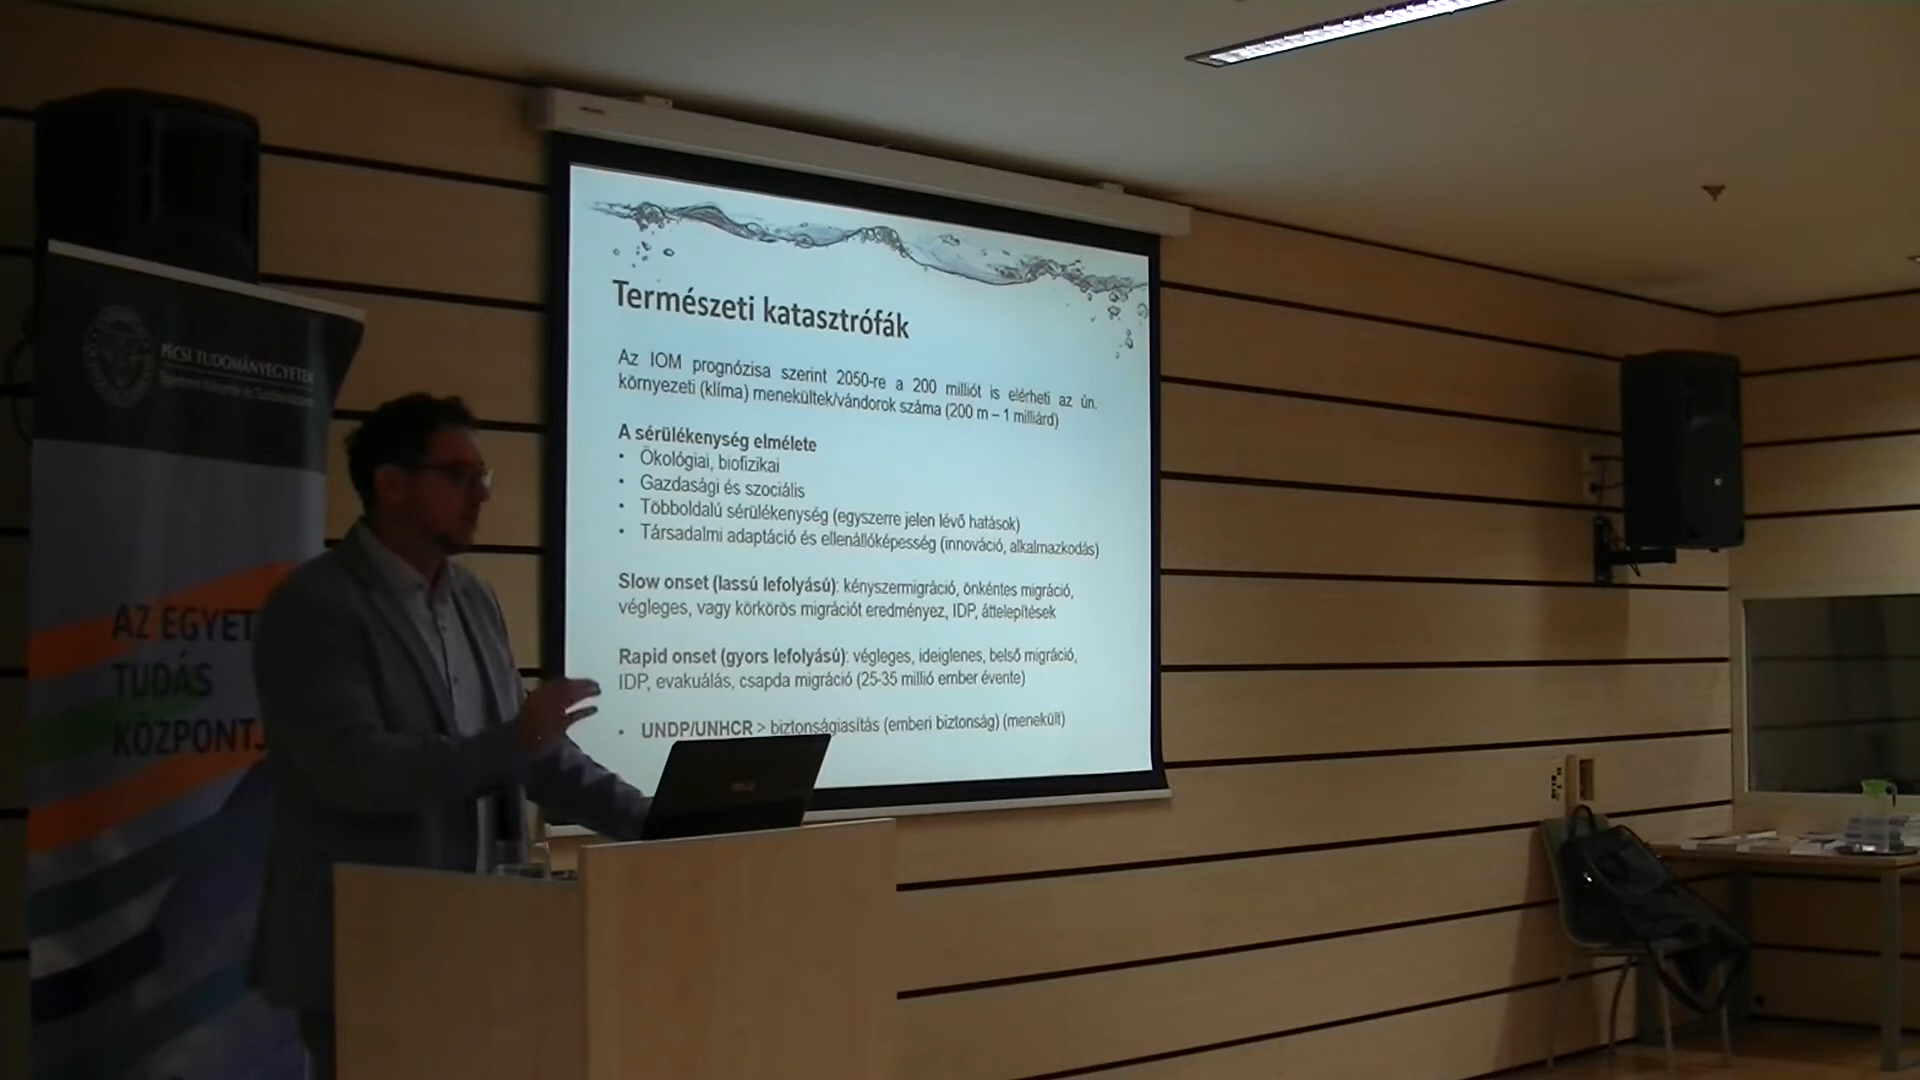 PÉCSI TUDOMÁNYEGYETEM
AZ EGYET
TUDÁS
KÖZPONTJ
Természeti katasztrófák
Az IOM prognózisa szerint 2050-re a 200 milliót is elérheti az ún.
környezeti (klíma) menekültek/vándorok száma (200 m – 1 milliárd)
A sérülékenység elmélete
• Ökológiai, biofizikai
• Gazdasági és szociális
• Többoldalú sérülékenység (egyszerre jelen lévő hatások)
• Társadalmi adaptáció és ellenállóképesség (innováció, alkalmazkodás)
Slow onset (lassú lefolyású): kényszermigráció, önkéntes migráció,
végleges, vagy körkörös migrációt eredményez, IDP, áttelepítések
Rapid onset (gyors lefolyású): végleges, ideiglenes, belső migráció,
IDP, evakuálás, csapda migráció (25-35 millió ember évente)
• UNDP/UNHCR > biztonságiasítás (emberi biztonság) (menekült)